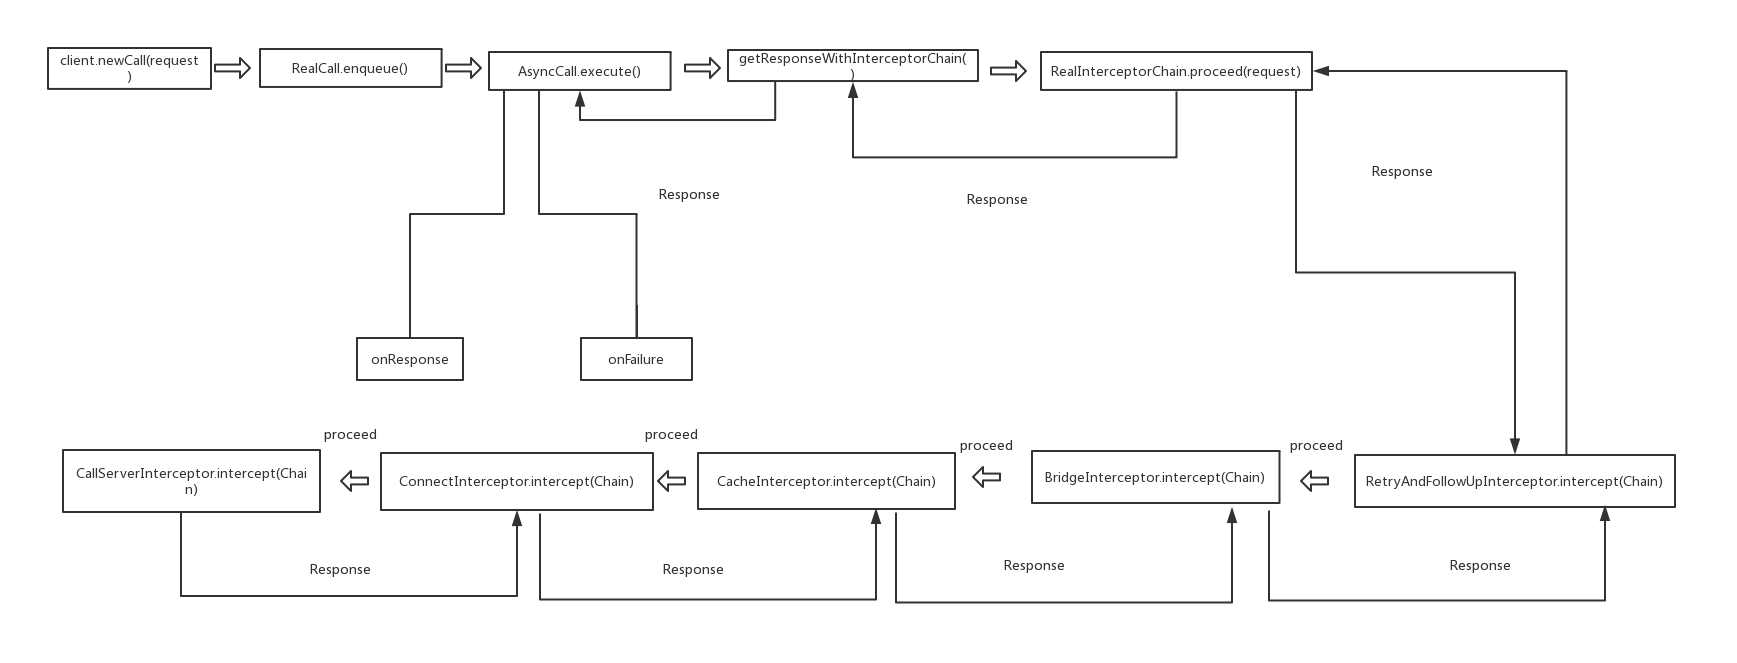 client.newCall(request
)
RealCall.enqueue()
AsyncCall.execute()
getResponseWithInterceptorChain(
)
RealInterceptorChain.proceed(request)
Response
Response
Response
onResponse
onFailure
proceed
proceed
proceed
proceed
CallServerInterceptor.intercept(Chai
n)
ConnectInterceptor.intercept(Chain)
CacheInterceptor.intercept(Chain)
BridgeInterceptor.intercept(Chain)
RetryAndFollowUpInterceptor.intercept(Chain)
Response
Response
Response
Response